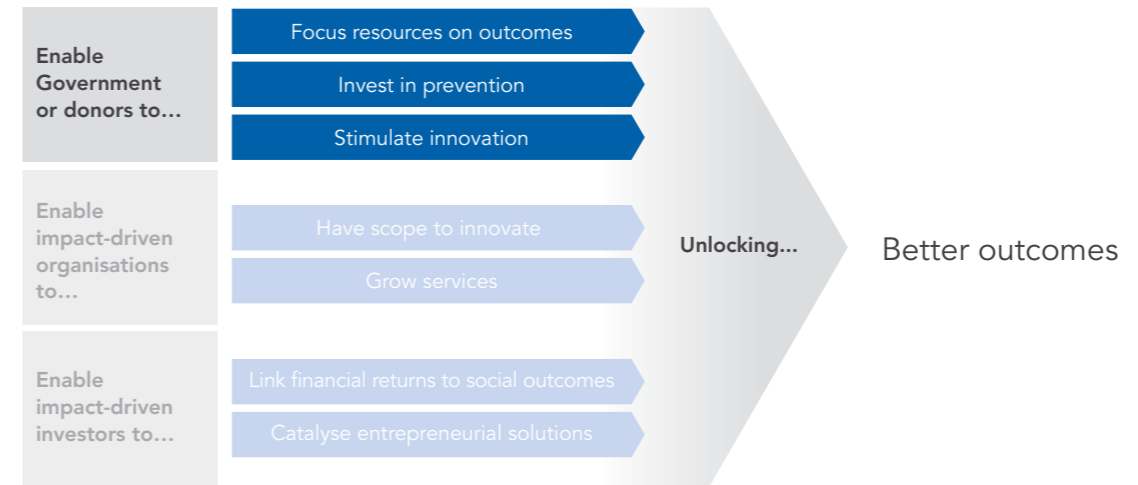 Enable
Government
or donors to…
Focus resources on outcomes
Invest in prevention
Stimulate innovation
Enable
impact-driven
organisations
to…
Have scope to innovate
Grow services
Enable
impact-driven
investors to…
Link financial returns to social outcomes
Catalyse entrepreneurial solutions
Unlocking...
Better outcomes